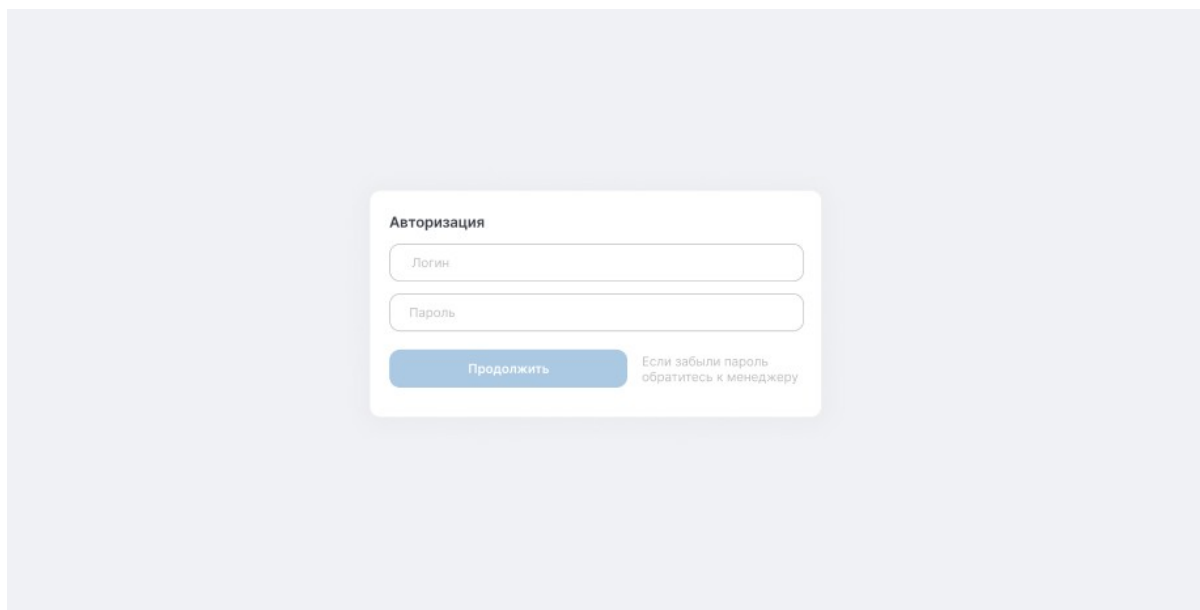 Авторизация
Логин
Пароль
Продолжить
Если забыли пароль
обратитесь к менеджеру